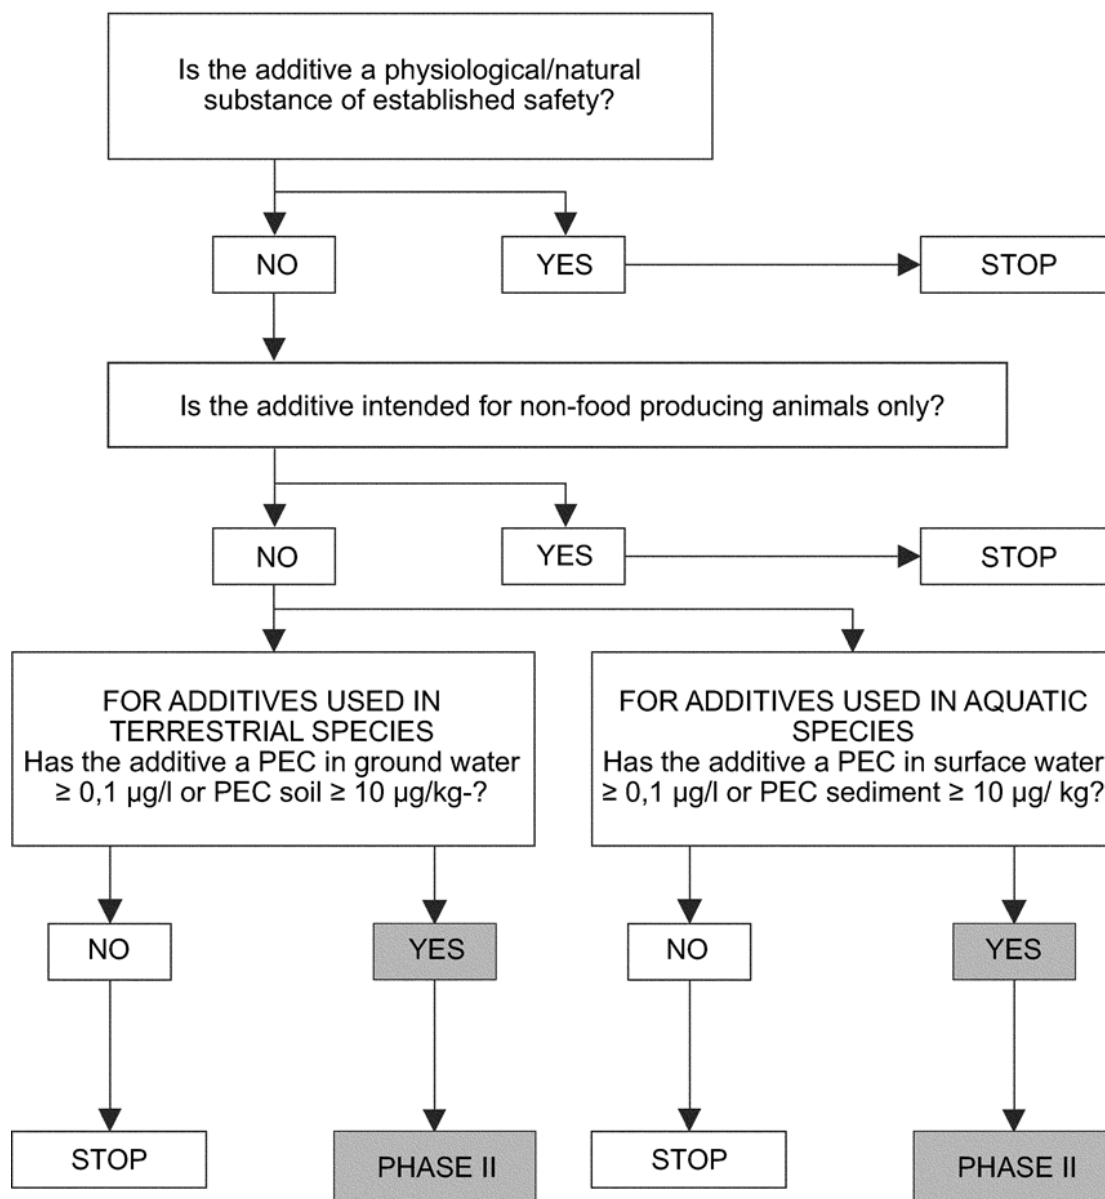 Is the additive a physiological/natural
substance of established safety?
NO
YES
STOP
Is the additive intended for non-food producing animals only?
NO
YES
STOP
FOR ADDITIVES USED IN
TERRESTRIAL SPECIES
Has the additive a PEC in ground water
≥ 0,1 µg/l or PEC soil ≥ 10 µg/kg-?
FOR ADDITIVES USED IN AQUATIC
SPECIES
Has the additive a PEC in surface water
≥ 0,1 µg/l or PEC sediment ≥ 10 µg/ kg?
NO
YES
NO
YES
STOP
PHASE II
STOP
PHASE II